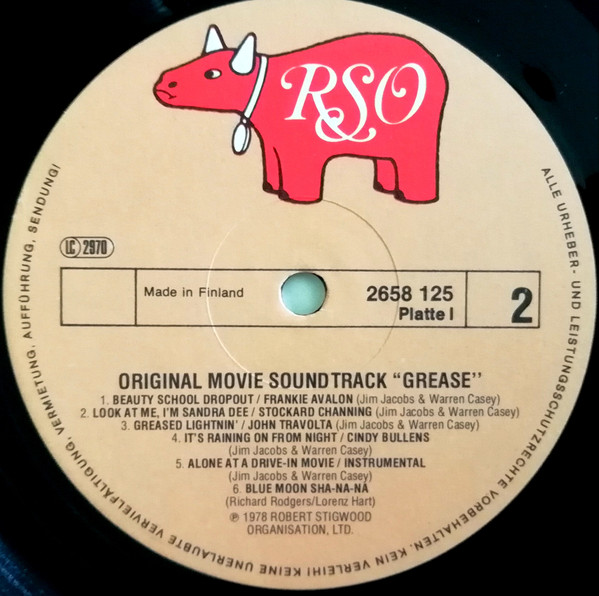 RSO
LC 2970
Made in Finland
2658 125
Platte I
2
ORIGINAL MOVIE SOUNDTRACK “GREASE’’
1. BEAUTY SCHOOL DROPOUT / FRANKIE AVALON (Jim Jacobs & Warren Casey)
2. LOOK AT ME, I'M SANDRA DEE / STOCKARD CHANNING (Jim Jacobs & Warren Casey)
3. GREASED LIGHTNIN' / JOHN TRAVOLTA (Jim Jacobs & Warren Casey)
4. IT'S RAINING ON FROM NIGHT / CINDY BULLENS
(Jim Jacobs & Warren Casey)
5. ALONE AT A DRIVE-IN MOVIE / INSTRUMENTAL
(Jim Jacobs & Warren Casey)
6. BLUE MOON SHA-NA-NA
(Richard Rodgers/Lorenz Hart)
℗ 1978 ROBERT STIGWOOD
ORGANISATION, LTD.
ALLE URHEBER- UND LEISTUNGSSCHUTZRECHTE VORBEHALTEN. KEIN VERLEIH! KEINE UNERLAUBTE VERVIELFÄLTIGUNG, VERMIETUNG, AUFFÜHRUNG, SENDUNG!